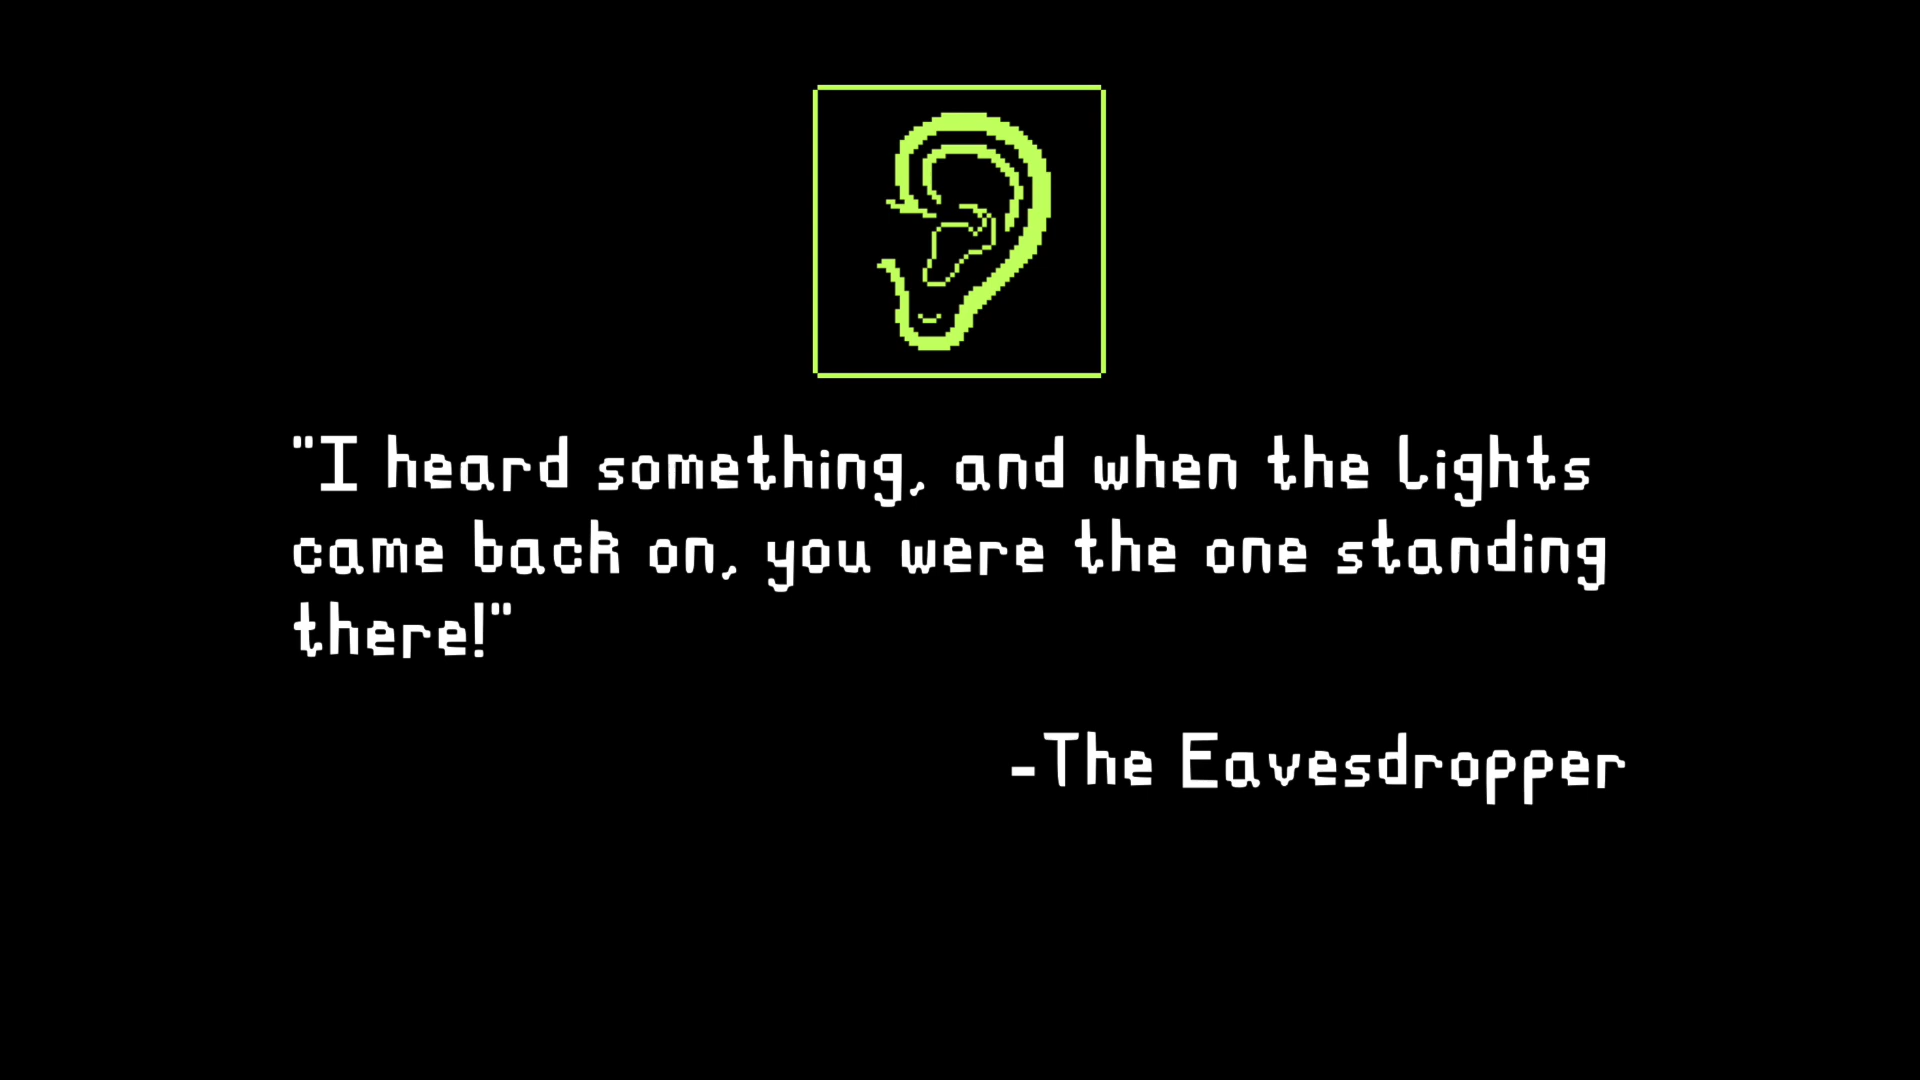 "I heard something, and when the lights
came back on, you were the one standing
there!"
-The Eavesdropper